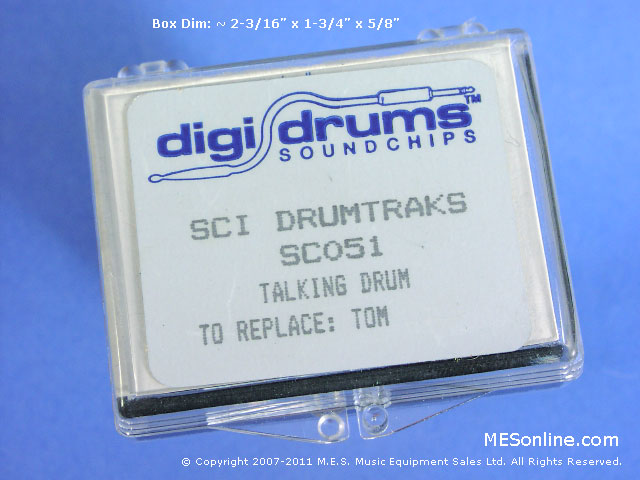 Box Dim: ~ 2-3/16" x 1-3/4" x 5/8"
digidrums™
SOUNDCHIPS
SCI DRUMTRAKS
SC051
TALKING DRUM
TO REPLACE: TOM
MESonline.com
© Copyright 2007-2011 M.E.S. Music Equipment Sales Ltd. All Rights Reserved.